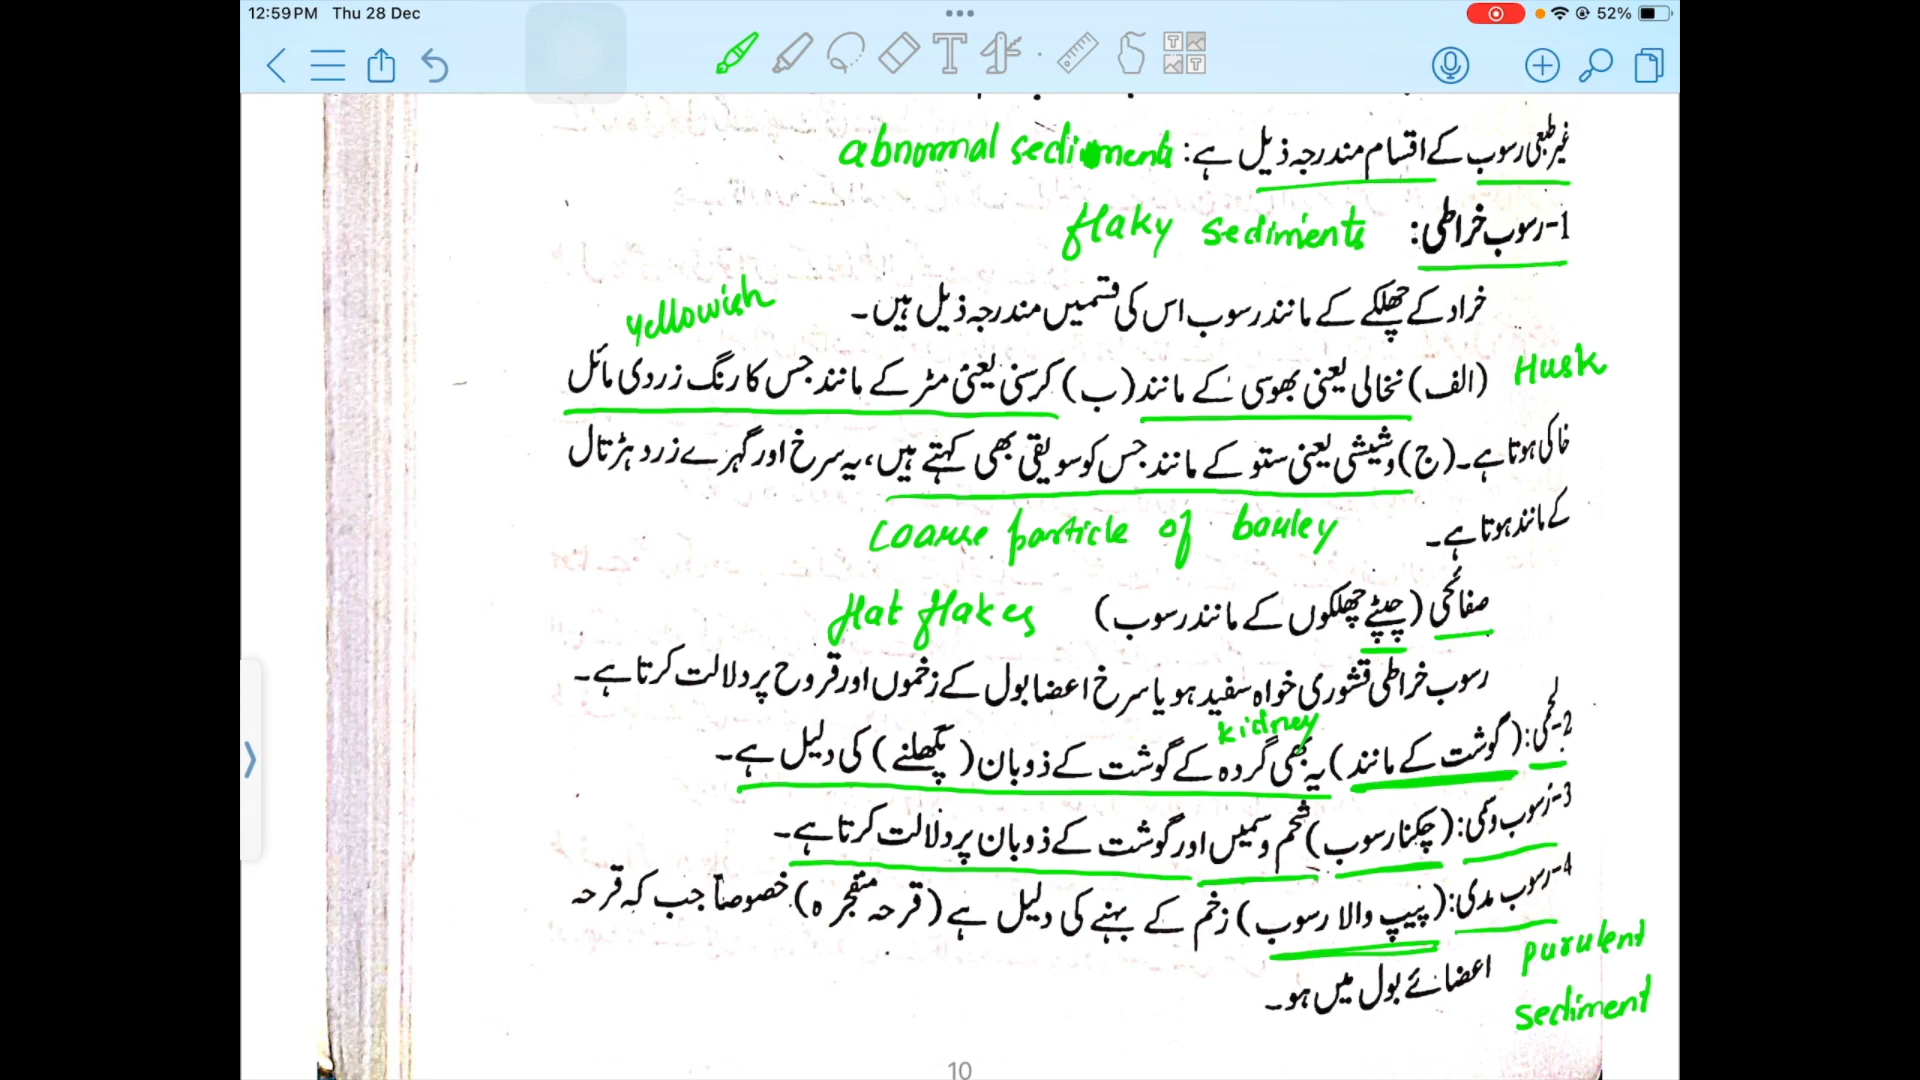 12:59 PM Thu 28 Dec
52%
غیر طبعی رسوب کے اقسام مندرجہ ذیل ہے: abnormal sediments
1- رسوب خراطی: flaky sediments
خراد کے چھلکے کے مانند رسوب اس کی قسمیں مندرجہ ذیل ہیں۔
yellowish
(الف) نخالی یعنی بھوسی کے مانند (ب) کرسنی یعنی مٹر کے مانند جس کا رنگ زردی مائل
Husk
خاکی ہوتا ہے۔ (ج) وشیشی یعنی ستو کے مانند جس کو سویقی بھی کہتے ہیں، یہ سرخ اور گہرے زرد ہڑتال
کے مانند ہوتا ہے۔
coarse particle of barley
صفائحی (چپٹے چھلکوں کے مانند رسوب) flat flakes
رسوب خراطی قشوری خواہ سفید ہو یا سرخ اعضا بول کے زخموں اور قروح پر دلالت کرتا ہے۔
kidney
2- لحمی: (گوشت کے مانند) یہ بھی گردہ کے گوشت کے ذوبان (پگھلنے) کی دلیل ہے۔
3- رسوب دسمی: (چکنا رسوب) شحم وسمیں اور گوشت کے ذوبان پر دلالت کرتا ہے۔
4- رسوب مدی: (پیپ والا رسوب) زخم کے بہنے کی دلیل ہے (قرحہ منفجرہ) خصوصاً جب کہ قرحہ
اعضائے بول میں ہو۔
purulent
sediment
10